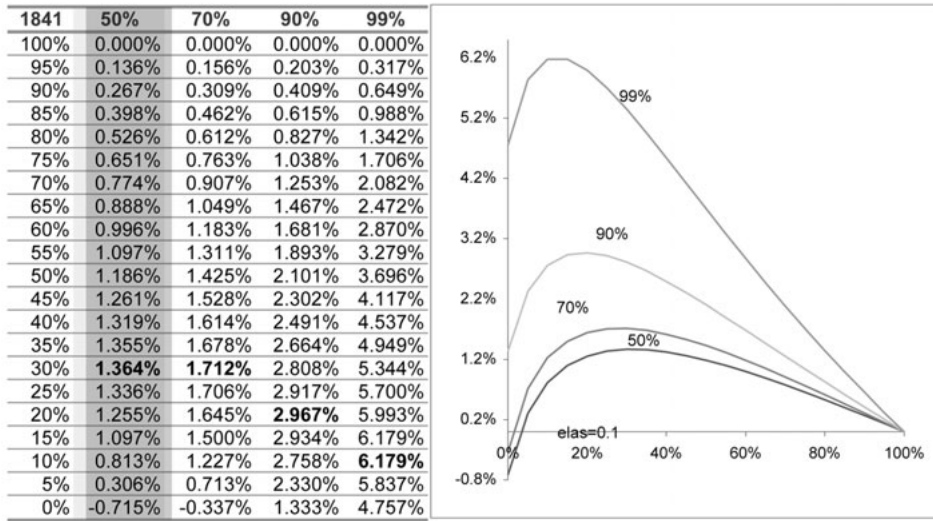 1841 50% 70% 90% 99%
100% 0.000% 0.000% 0.000% 0.000%
95% 0.136% 0.156% 0.203% 0.317%
90% 0.267% 0.309% 0.409% 0.649%
85% 0.398% 0.462% 0.615% 0.988%
80% 0.526% 0.612% 0.827% 1.342%
75% 0.651% 0.763% 1.038% 1.706%
70% 0.774% 0.907% 1.253% 2.082%
65% 0.888% 1.049% 1.467% 2.472%
60% 0.996% 1.183% 1.681% 2.870%
55% 1.097% 1.311% 1.893% 3.279%
50% 1.186% 1.425% 2.101% 3.696%
45% 1.261% 1.528% 2.302% 4.117%
40% 1.319% 1.614% 2.491% 4.537%
35% 1.355% 1.678% 2.664% 4.949%
30% 1.364% 1.712% 2.808% 5.344%
25% 1.336% 1.706% 2.917% 5.700%
20% 1.255% 1.645% 2.967% 5.993%
15% 1.097% 1.500% 2.934% 6.179%
10% 0.813% 1.227% 2.758% 6.179%
5% 0.306% 0.713% 2.330% 5.837%
0% -0.715% -0.337% 1.333% 4.757%
6.2%
99%
5.2%
4.2%
3.2%
90%
2.2%
70%
50%
1.2%
0.2%
elas=0.1
0% 20% 40% 60% 80% 100%
-0.8%